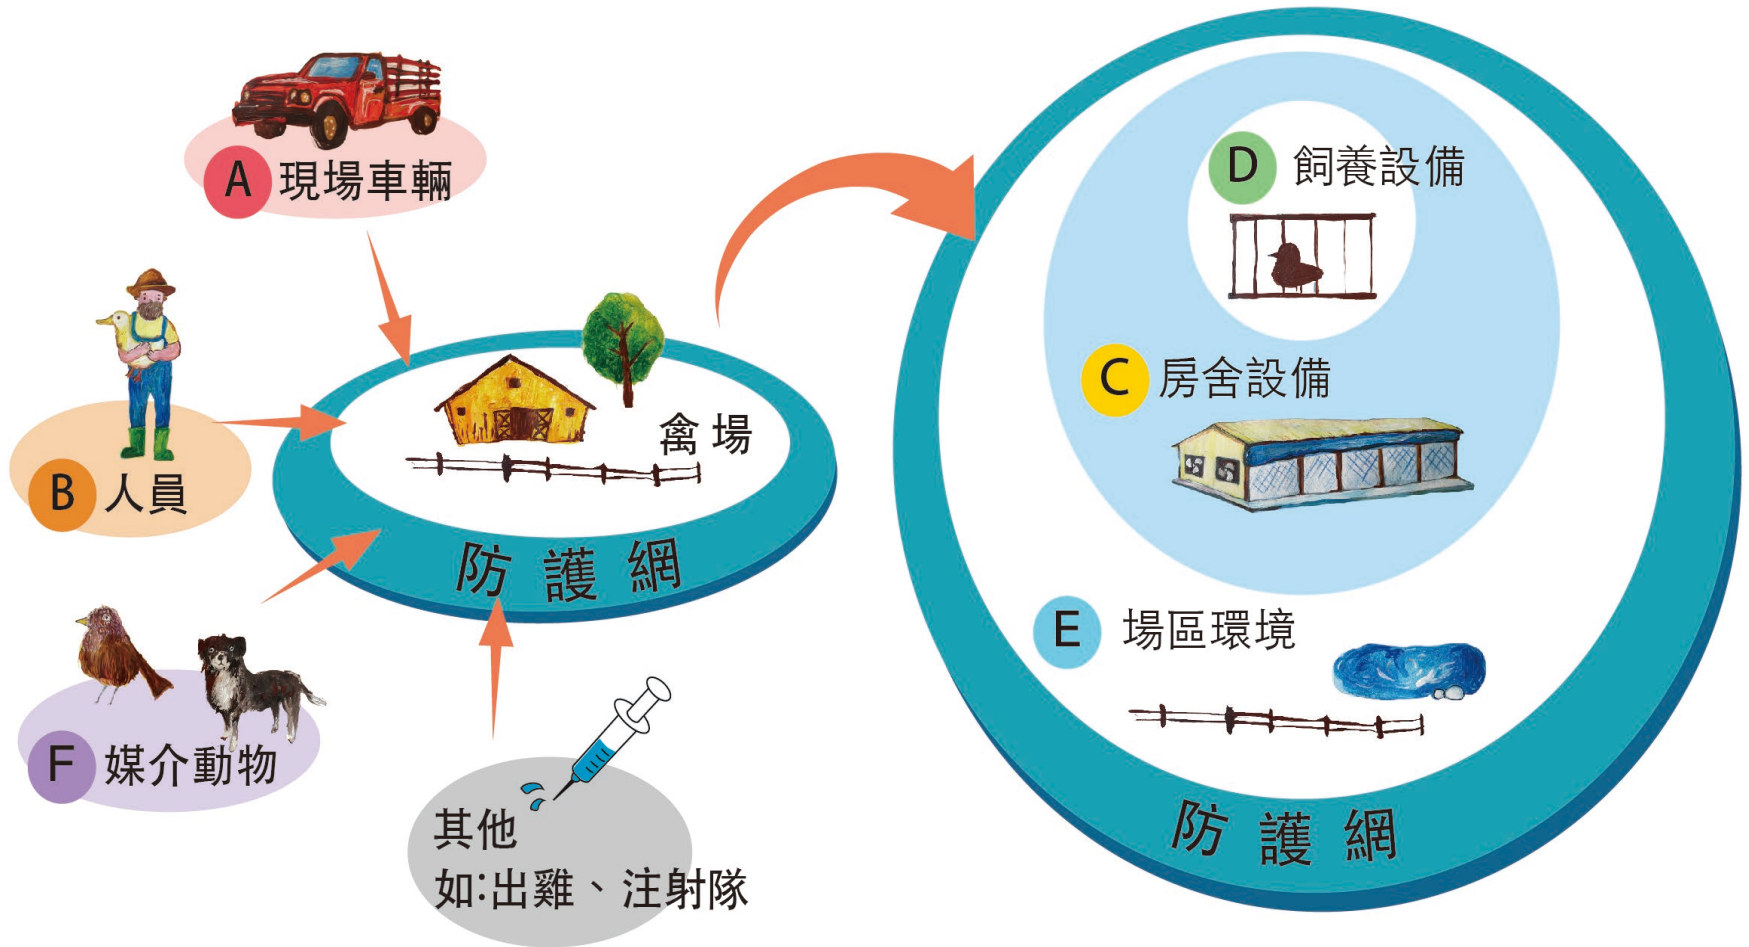 A 現場車輛
B 人員
F 媒介動物
其他
如:出雞、注射隊
禽場
防護網
D 飼養設備
C 房舍設備
E 場區環境
防護網